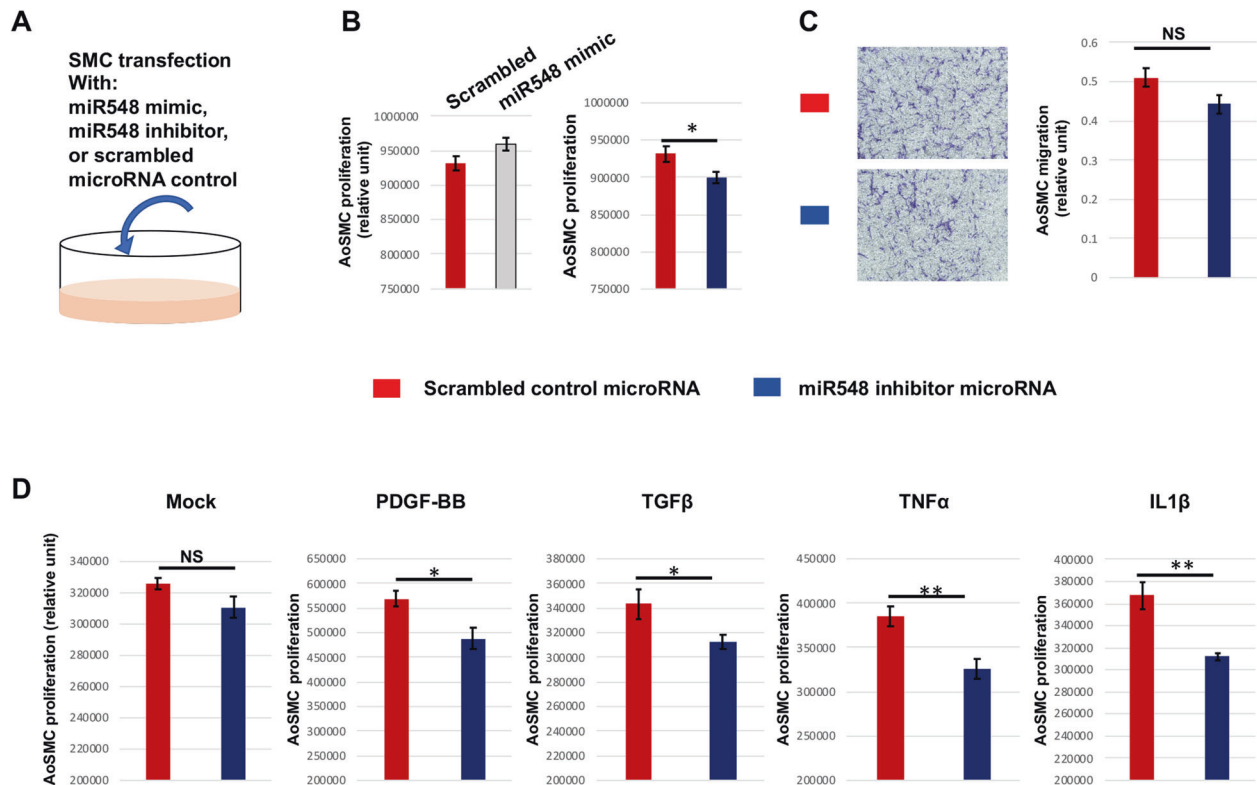 A
SMC transfection
With:
miR548 mimic,
miR548 inhibitor,
or scrambled
microRNA control
B
Scrambled
miR548 mimic
AoSMC proliferation
(relative unit)
1000000
950000
900000
850000
800000
750000
AoSMC proliferation
1000000
950000
900000
850000
800000
750000
*
C
AoSMC migration
(relative unit)
0.6
0.5
0.4
0.3
0.2
0.1
0
NS
Scrambled control microRNA
miR548 inhibitor microRNA
D
Mock
AoSMC proliferation (relative unit)
340000
320000
300000
280000
260000
240000
220000
200000
NS
PDGF-BB
AoSMC proliferation
650000
600000
550000
500000
450000
400000
350000
300000
250000
200000
*
TGFβ
AoSMC proliferation
380000
360000
340000
320000
300000
280000
260000
240000
220000
200000
*
TNFα
AoSMC proliferation
450000
400000
350000
300000
250000
200000
**
IL1β
AoSMC proliferation
400000
380000
360000
340000
320000
300000
280000
260000
240000
220000
200000
**